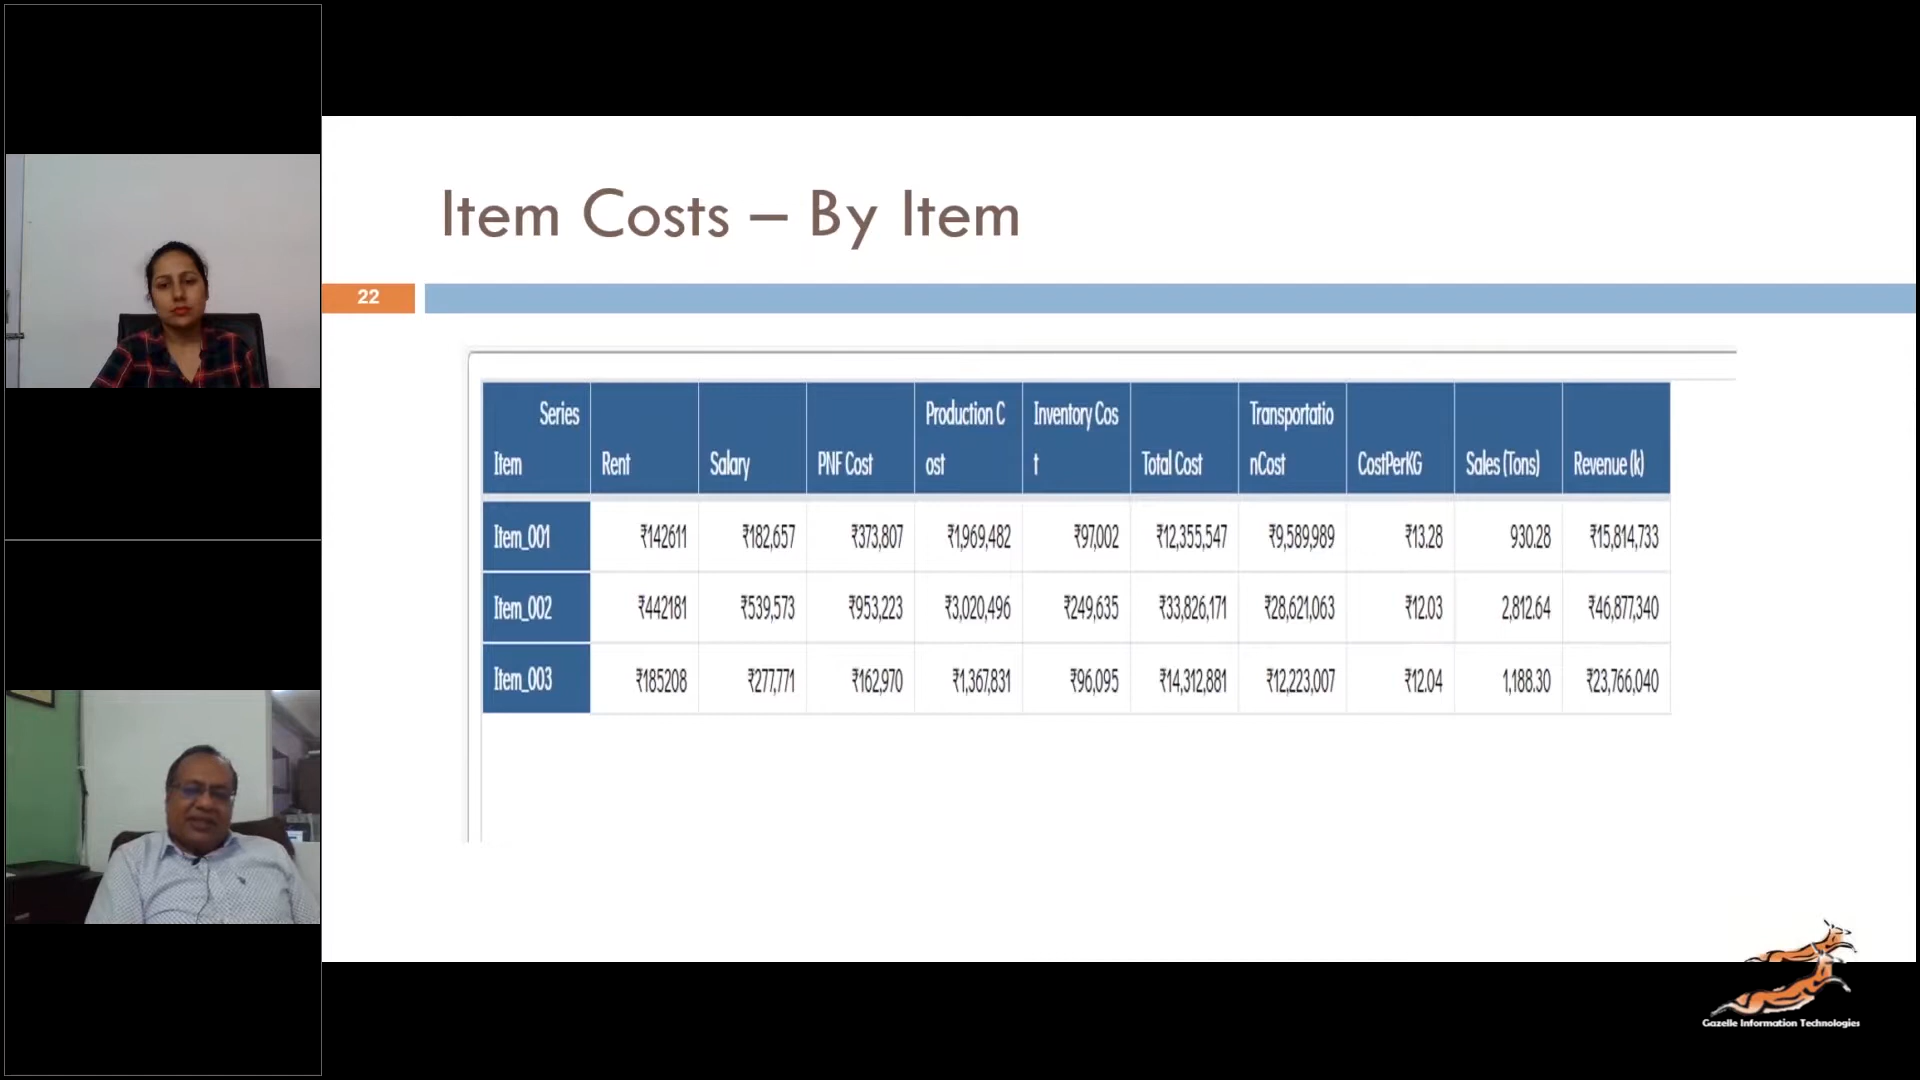 Item Costs – By Item
22
Series
Item Rent Salary PNF Cost Production C
ost Inventory Cos
t Total Cost Transportatio
nCost CostPerKG Sales (Tons) Revenue (k)
Item_001 ₹142611 ₹182,657 ₹373,807 ₹1,969,482 ₹97,002 ₹12,355,547 ₹9,589,989 ₹13.28 930.28 ₹15,814,733
Item_002 ₹442181 ₹539,573 ₹953,223 ₹3,020,496 ₹249,635 ₹33,826,171 ₹28,621,063 ₹12.03 2,812.64 ₹46,877,340
Item_003 ₹185208 ₹277,771 ₹162,970 ₹1,367,831 ₹96,095 ₹14,312,881 ₹12,223,007 ₹12.04 1,188.30 ₹23,766,040
Gazelle Information Technologies